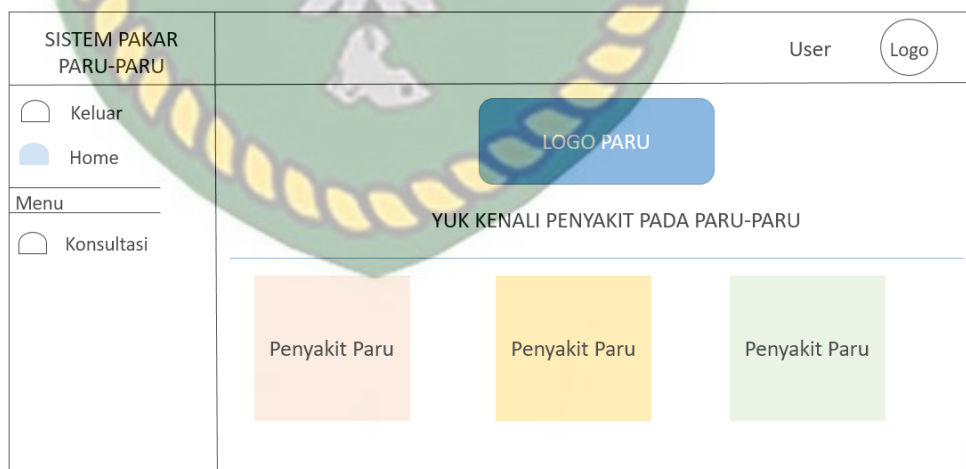 SISTEM PAKAR
PARU-PARU
User
Logo
Keluar
Home
Menu
Konsultasi
LOGO PARU
YUK KENALI PENYAKIT PADA PARU-PARU
Penyakit Paru
Penyakit Paru
Penyakit Paru